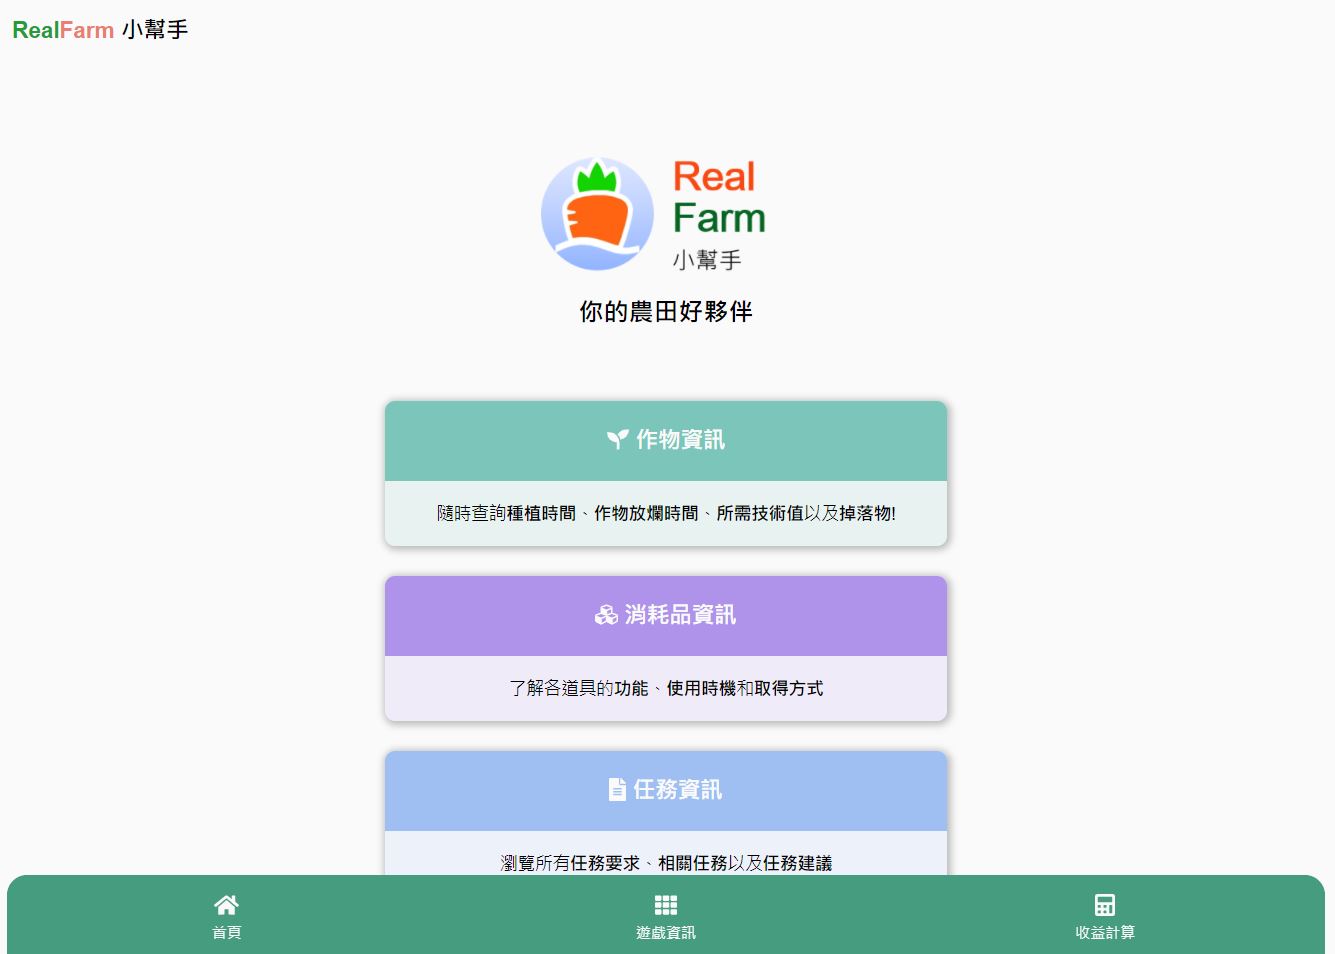 RealFarm 小幫手
Real
Farm
小幫手
你的農田好夥伴
作物資訊
隨時查詢種植時間、作物放爛時間、所需技術值以及掉落物!
消耗品資訊
了解各道具的功能、使用時機和取得方式
任務資訊
瀏覽所有任務要求、相關任務以及任務建議
首頁
遊戲資訊
收益計算